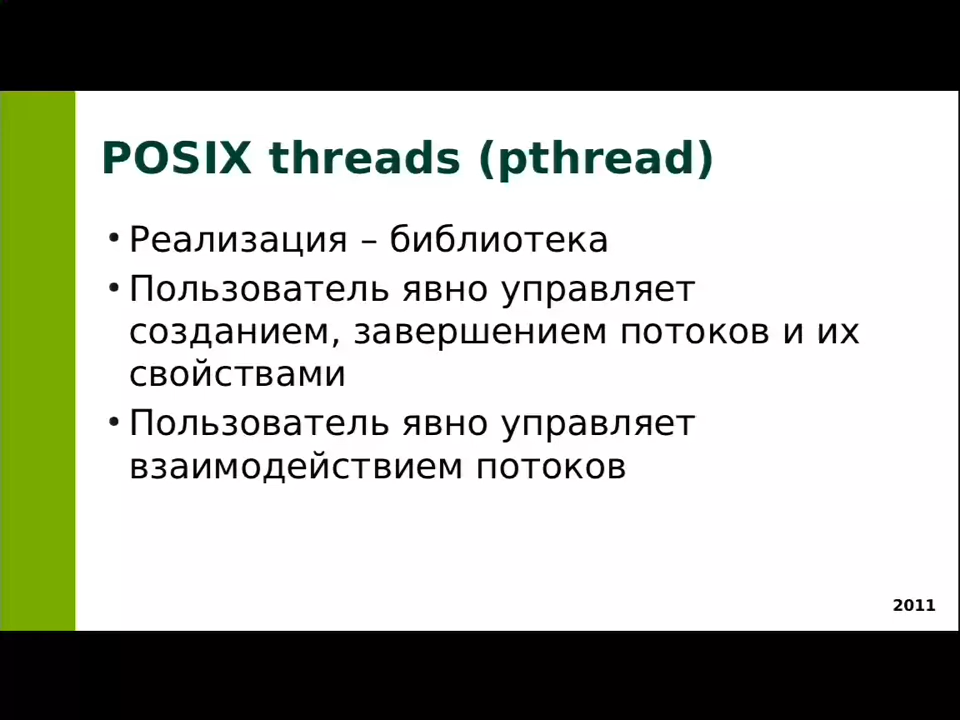 POSIX threads (pthread)
• Реализация – библиотека
• Пользователь явно управляет
созданием, завершением потоков и их
свойствами
• Пользователь явно управляет
взаимодействием потоков
2011